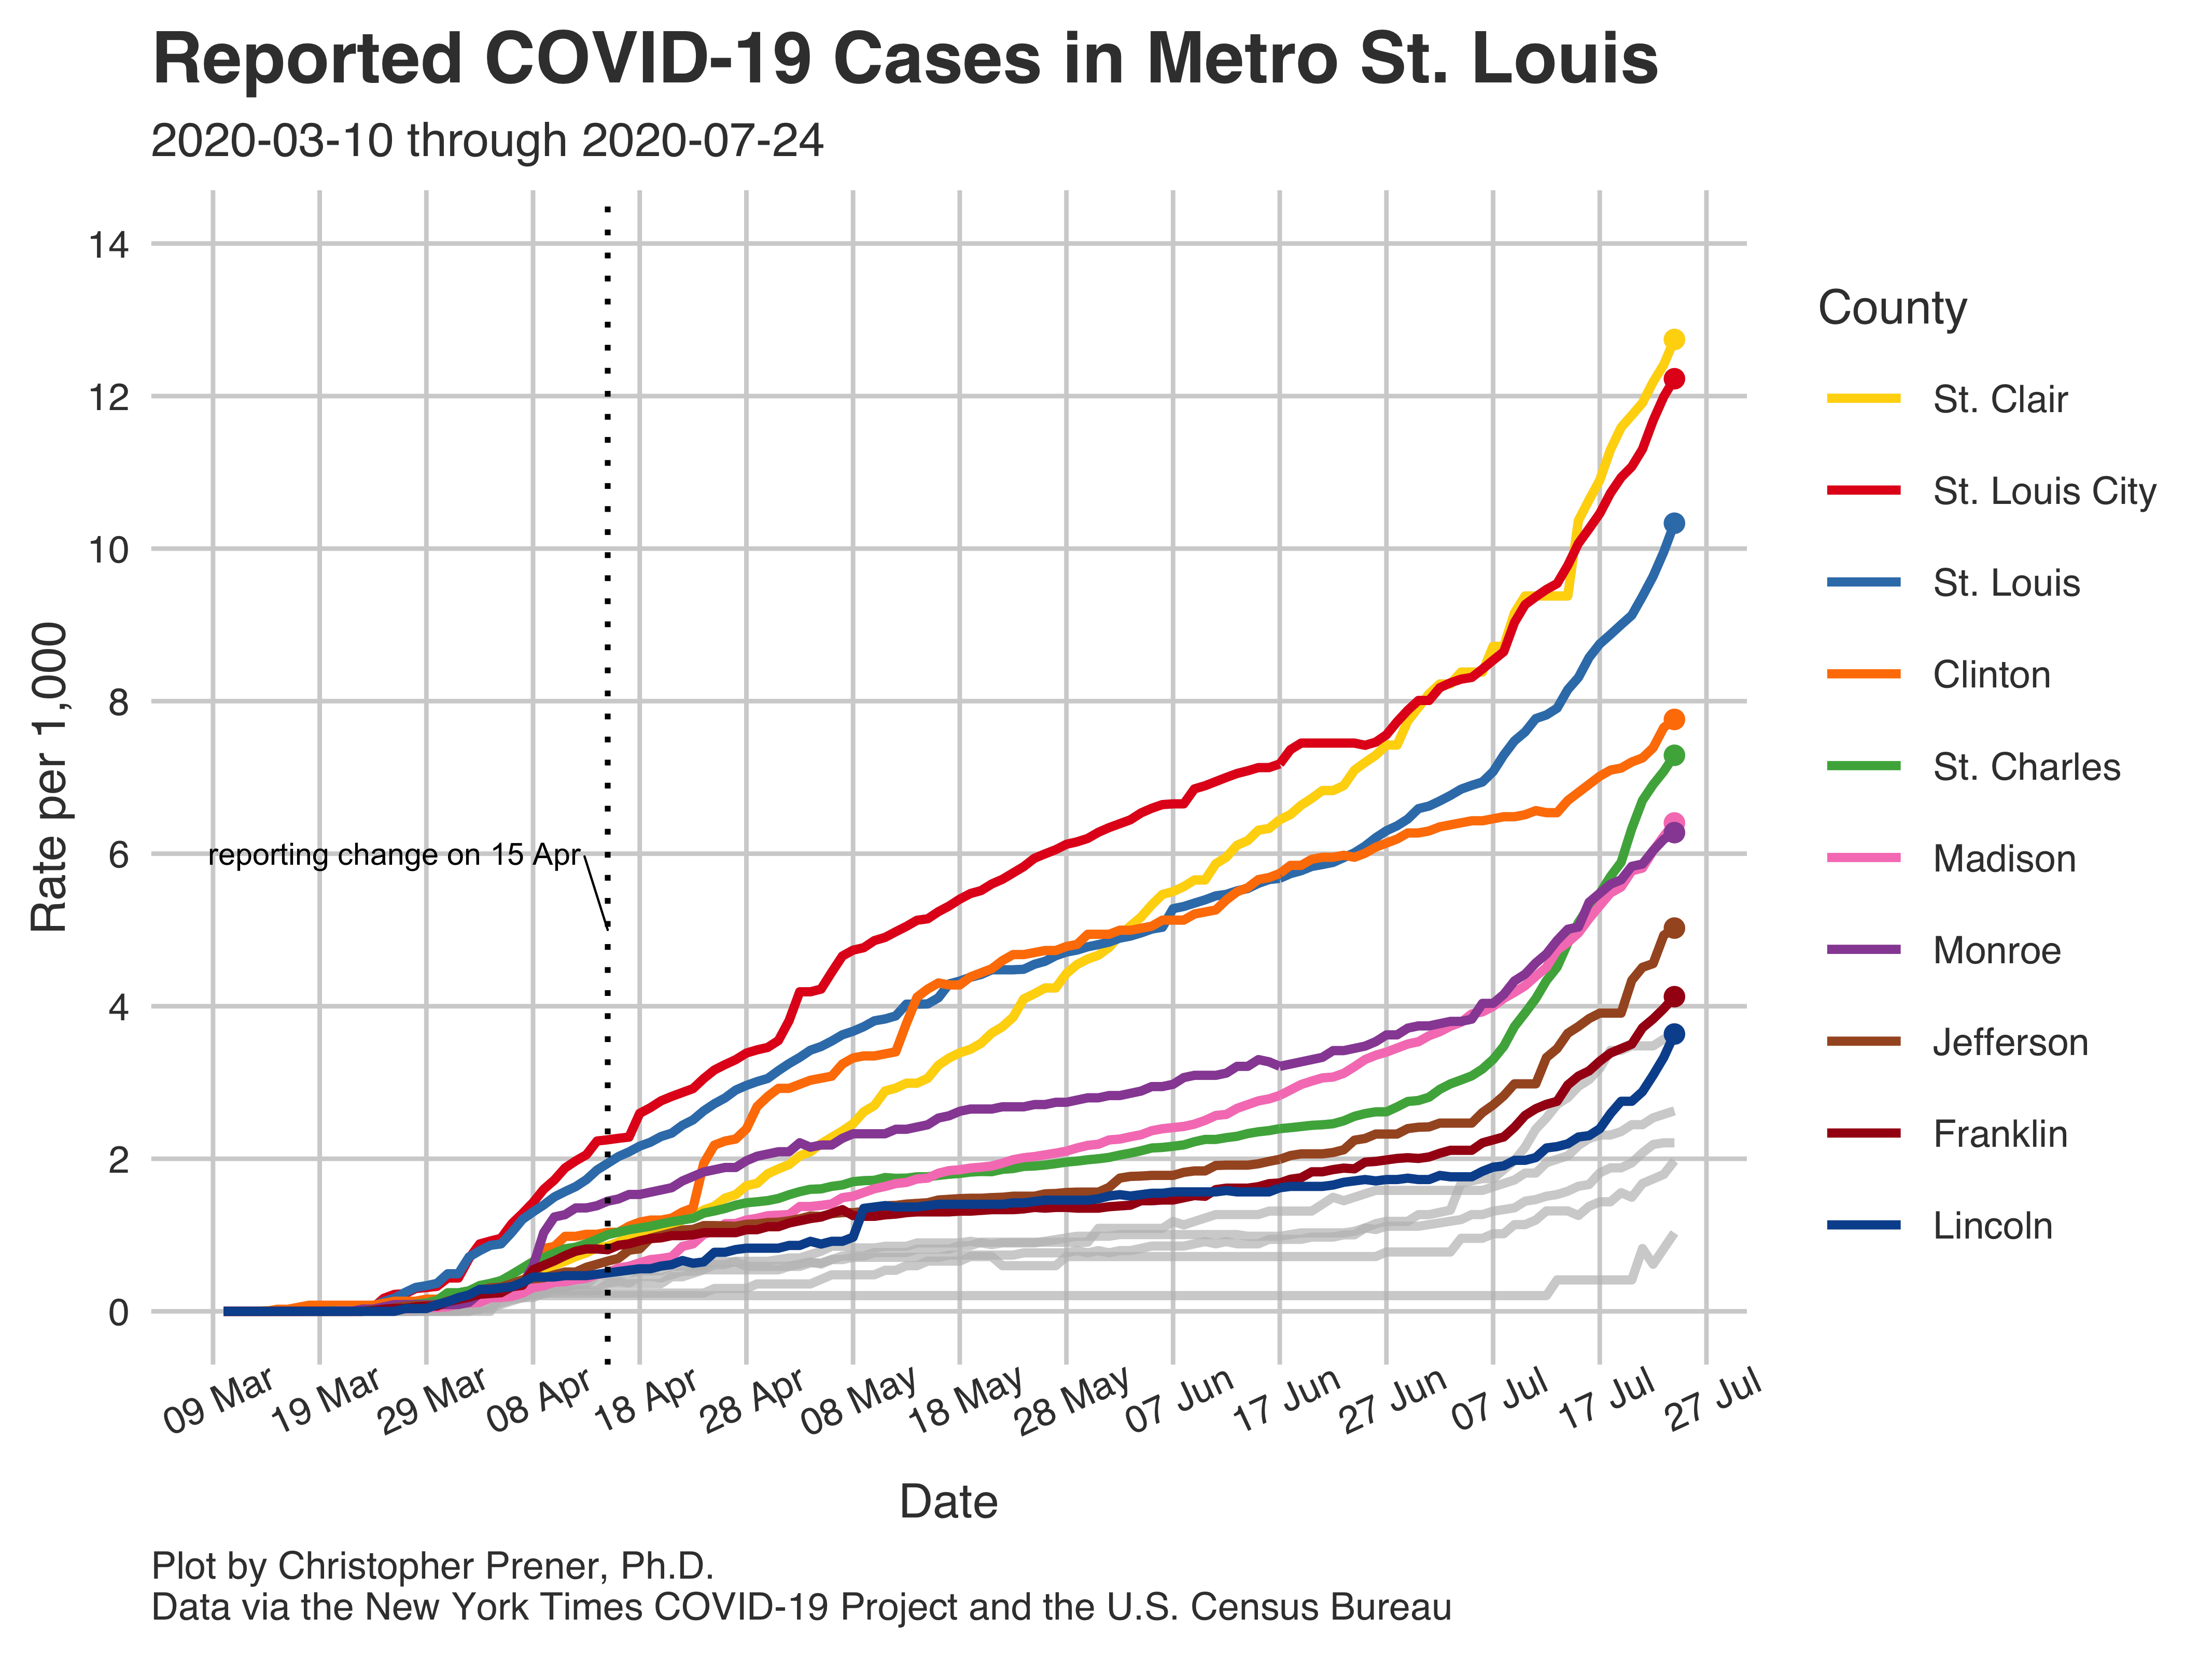 Reported COVID-19 Cases in Metro St. Louis
2020-03-10 through 2020-07-24
14
12
10
8
6
4
2
0
Rate per 1,000
reporting change on 15 Apr
09 Mar
19 Mar
29 Mar
08 Apr
18 Apr
28 Apr
08 May
18 May
28 May
07 Jun
17 Jun
27 Jun
07 Jul
17 Jul
27 Jul
Date
County
St. Clair
St. Louis City
St. Louis
Clinton
St. Charles
Madison
Monroe
Jefferson
Franklin
Lincoln
Plot by Christopher Prener, Ph.D.
Data via the New York Times COVID-19 Project and the U.S. Census Bureau